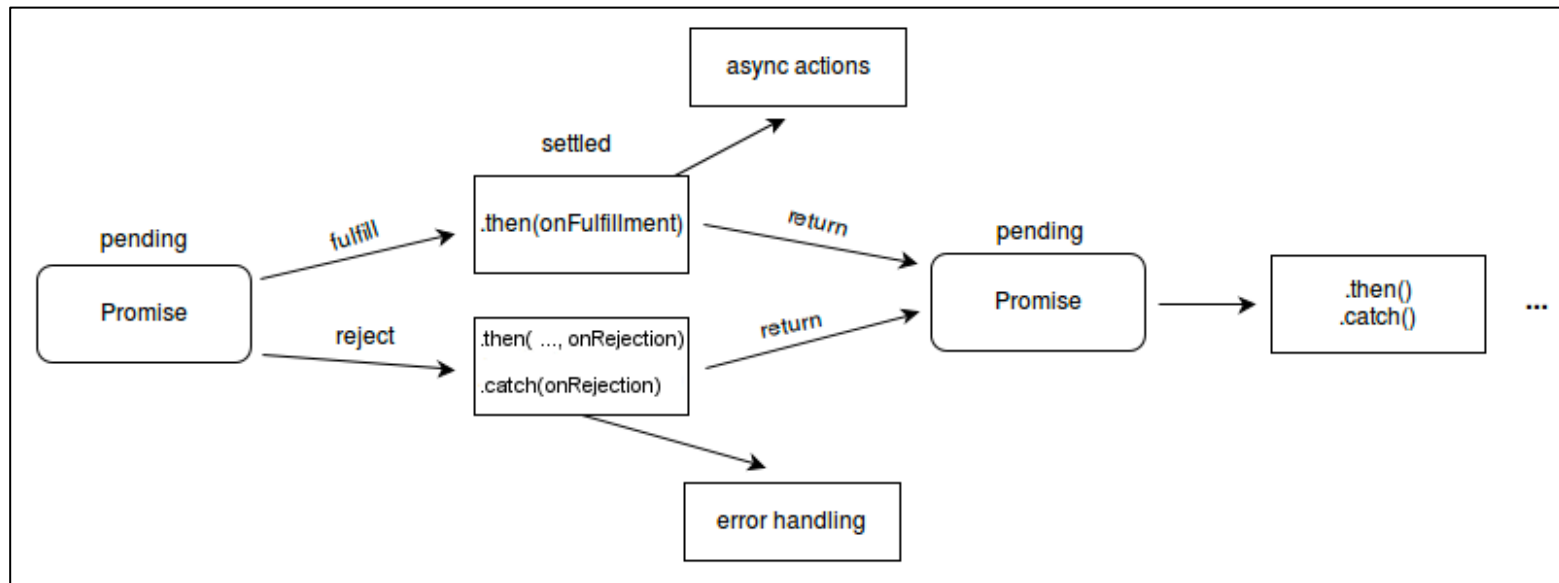 async actions
settled
.then(onFulfillment)
fulfill
return
pending
pending
Promise
Promise
.then()
.catch()
...
reject
.then( ..., onRejection)
.catch(onRejection)
return
error handling